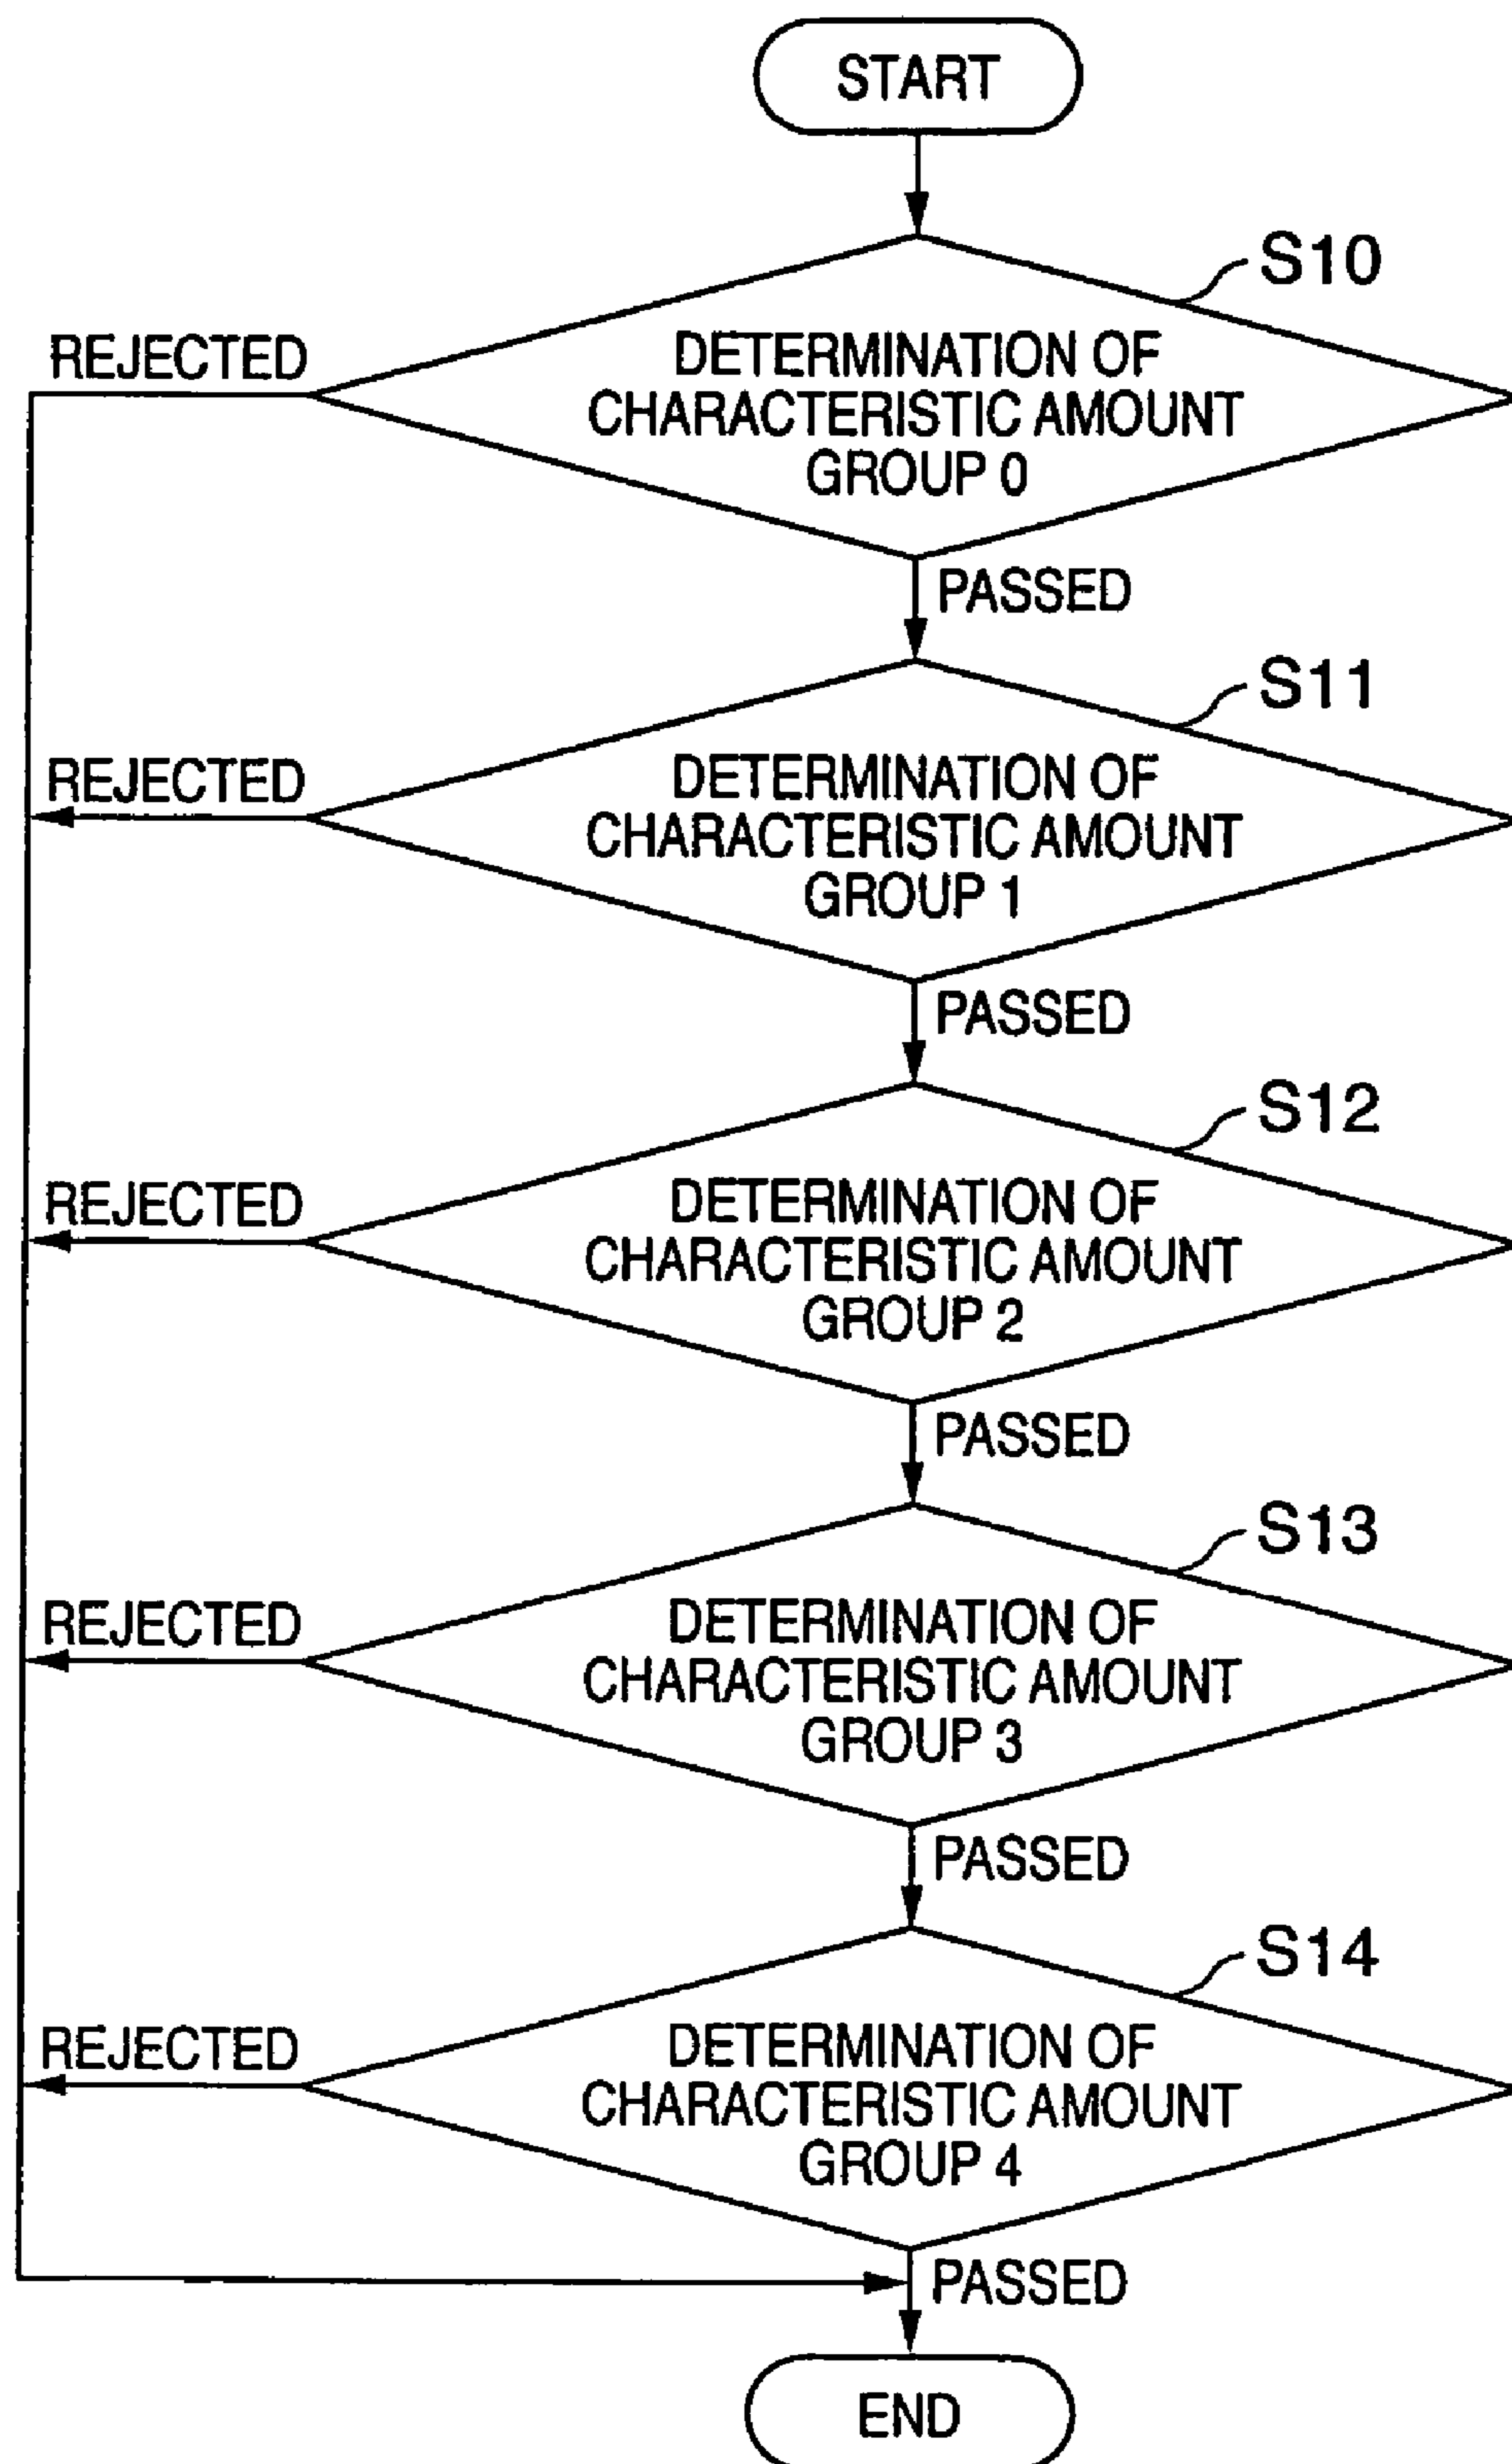 START
S10
REJECTED
DETERMINATION OF
CHARACTERISTIC AMOUNT
GROUP 0
PASSED
S11
REJECTED
DETERMINATION OF
CHARACTERISTIC AMOUNT
GROUP 1
PASSED
S12
REJECTED
DETERMINATION OF
CHARACTERISTIC AMOUNT
GROUP 2
PASSED
S13
REJECTED
DETERMINATION OF
CHARACTERISTIC AMOUNT
GROUP 3
PASSED
S14
REJECTED
DETERMINATION OF
CHARACTERISTIC AMOUNT
GROUP 4
PASSED
END